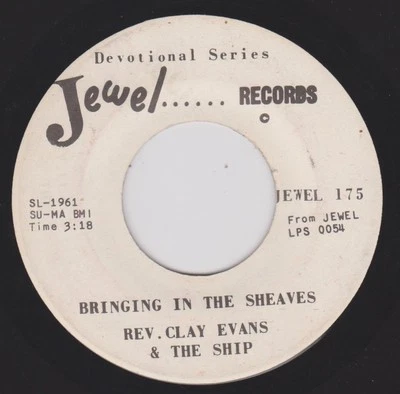 Devotional Series
Jewel...... RECORDS
©
SL-1961
SU-MA BMI
Time 3:18
JEWEL 175
From JEWEL
LPS 0054
BRINGING IN THE SHEAVES
REV. CLAY EVANS
& THE SHIP